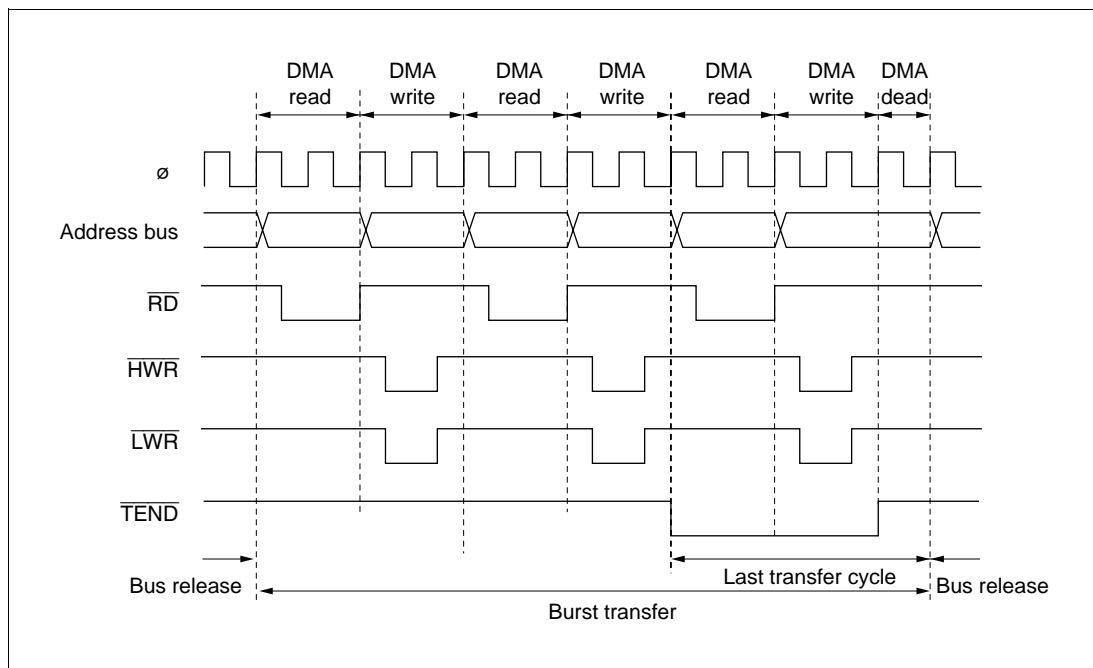 DMA read
DMA write
DMA read
DMA write
DMA read
DMA write
DMA dead
ø
Address bus
RD
HWR
LWR
TEND
Bus release
Last transfer cycle
Bus release
Burst transfer